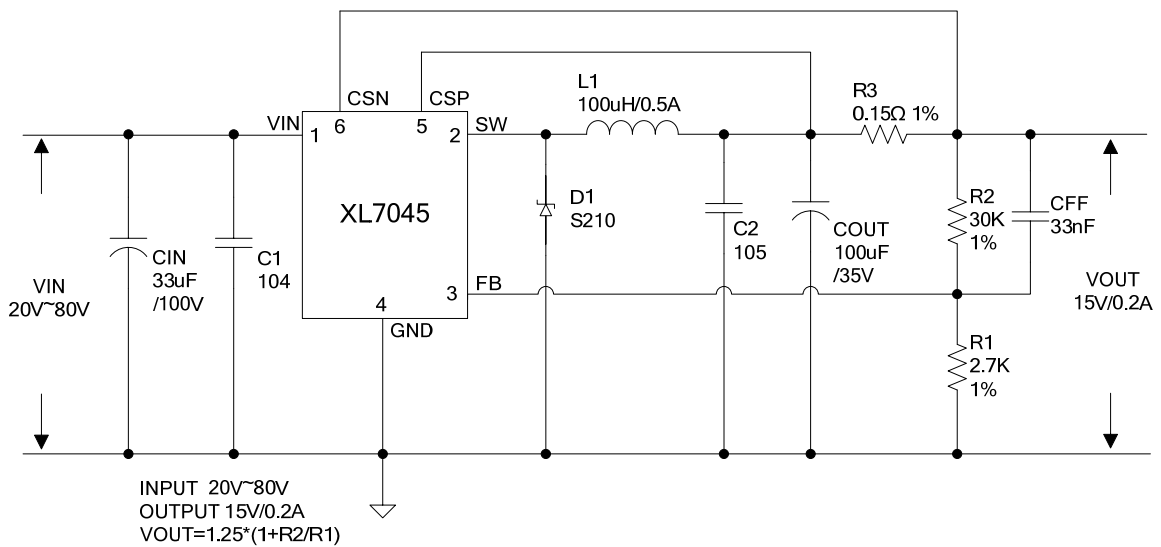 CSN
CSP
L1
100uH/0.5A
R3
0.15Ω 1%
VIN
1
6
5
2
SW
XL7045
D1
S210
R2
30K
1%
CFF
33nF
CIN
33uF
/100V
C1
104
C2
105
COUT
100uF
/35V
VIN
20V~80V
3
FB
4
GND
VOUT
15V/0.2A
R1
2.7K
1%
INPUT 20V~80V
OUTPUT 15V/0.2A
VOUT=1.25*(1+R2/R1)